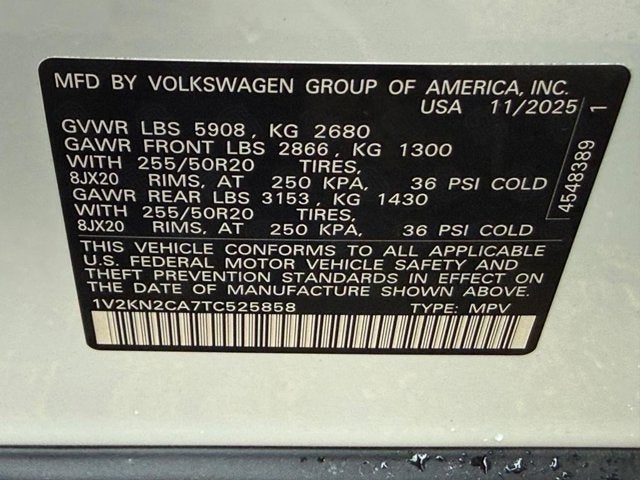 MFD BY VOLKSWAGEN GROUP OF AMERICA, INC.
USA 11/2025
GVWR LBS 5908, KG 2680
GAWR FRONT LBS 2866, KG 1300
WITH 255/50R20 TIRES,
8JX20 RIMS, AT 250 KPA, 36 PSI COLD
GAWR REAR LBS 3153, KG 1430
WITH 255/50R20 TIRES,
8JX20 RIMS, AT 250 KPA, 36 PSI COLD
THIS VEHICLE CONFORMS TO ALL APPLICABLE
U.S. FEDERAL MOTOR VEHICLE SAFETY AND
THEFT PREVENTION STANDARDS IN EFFECT ON
THE DATE OF MANUFACTURE SHOWN ABOVE.
1V2KN2CA7TC525858 TYPE: MPV
4548389 1